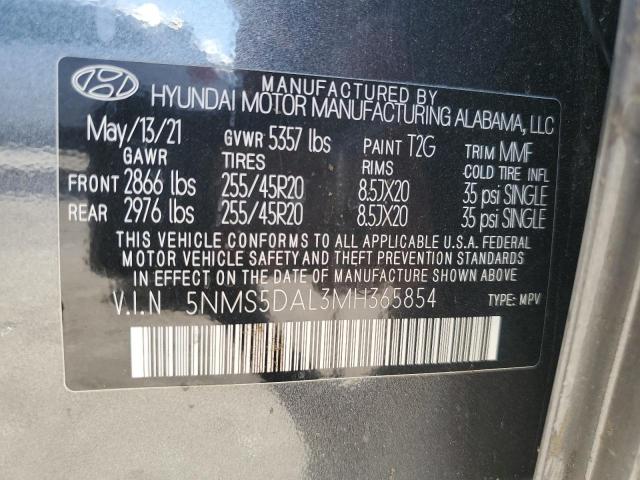 MANUFACTURED BY
HYUNDAI MOTOR MANUFACTURING ALABAMA, LLC
May/13/21 GVWR 5357 lbs PAINT T2G TRIM MMF
GAWR TIRES RIMS COLD TIRE INFL
FRONT 2866 lbs 255/45R20 8.5JX20 35 psi SINGLE
REAR 2976 lbs 255/45R20 8.5JX20 35 psi SINGLE
THIS VEHICLE CONFORMS TO ALL APPLICABLE U.S.A. FEDERAL
MOTOR VEHICLE SAFETY AND THEFT PREVENTION STANDARDS
IN EFFECT ON THE DATE OF MANUFACTURE SHOWN ABOVE.
V.I.N 5NMS5DAL3MH365854 TYPE: MPV